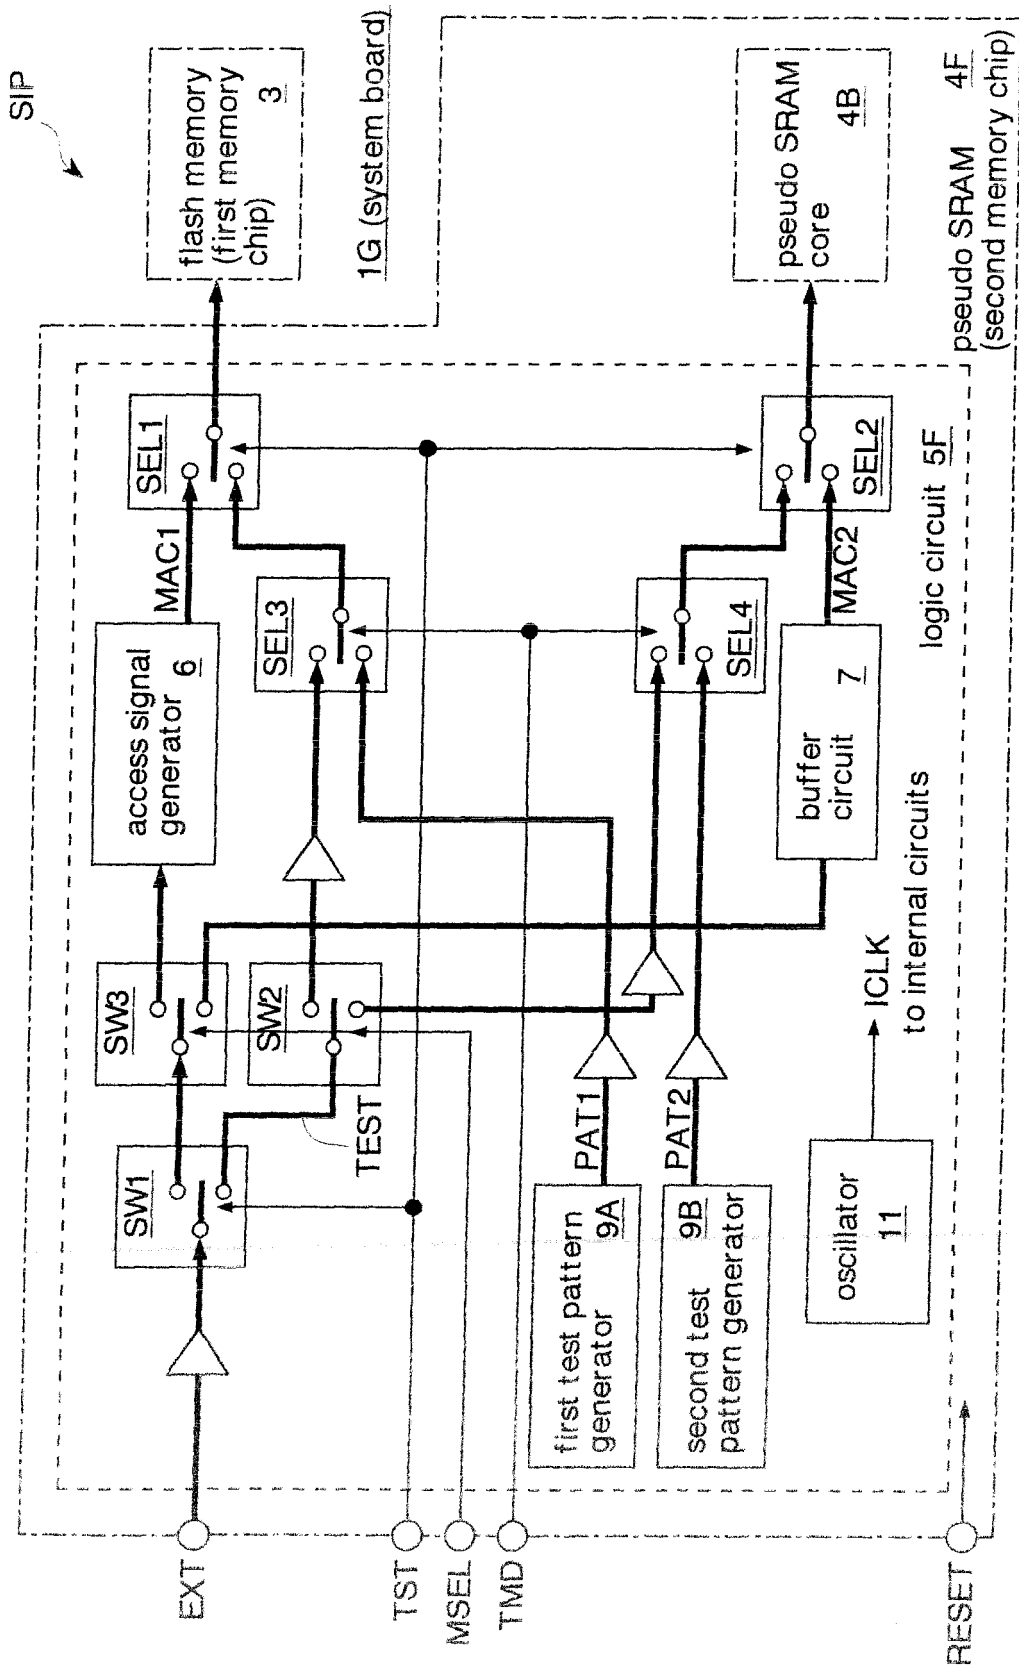 SIP
flash memory
(first memory
chip)
3
1G (system board)
pseudo SRAM
core
4B
pseudo SRAM 4F
(second memory chip)
SEL1
MAC1
access signal
generator
6
SEL3
SEL4
SEL2
MAC2
logic circuit 5F
buffer
circuit
7
SW3
SW2
SW1
TEST
ICLK
to internal circuits
PAT1
PAT2
first test pattern
generator
9A
second test
pattern generator
9B
oscillator
11
EXT
TST
MSEL
TMD
RESET